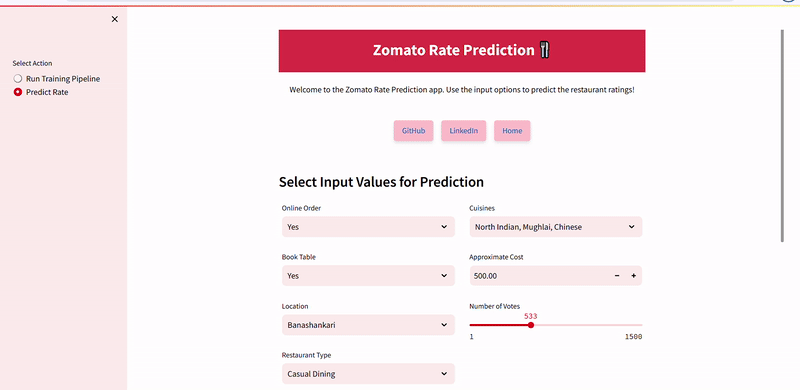 Select Action
Run Training Pipeline
Predict Rate
Zomato Rate Prediction
Welcome to the Zomato Rate Prediction app. Use the input options to predict the restaurant ratings!
GitHub
LinkedIn
Home
Select Input Values for Prediction
Online Order
Yes
Cuisines
North Indian, Mughlai, Chinese
Book Table
Yes
Approximate Cost
500.00
Location
Banashankari
Number of Votes
533
1 1500
Restaurant Type
Casual Dining